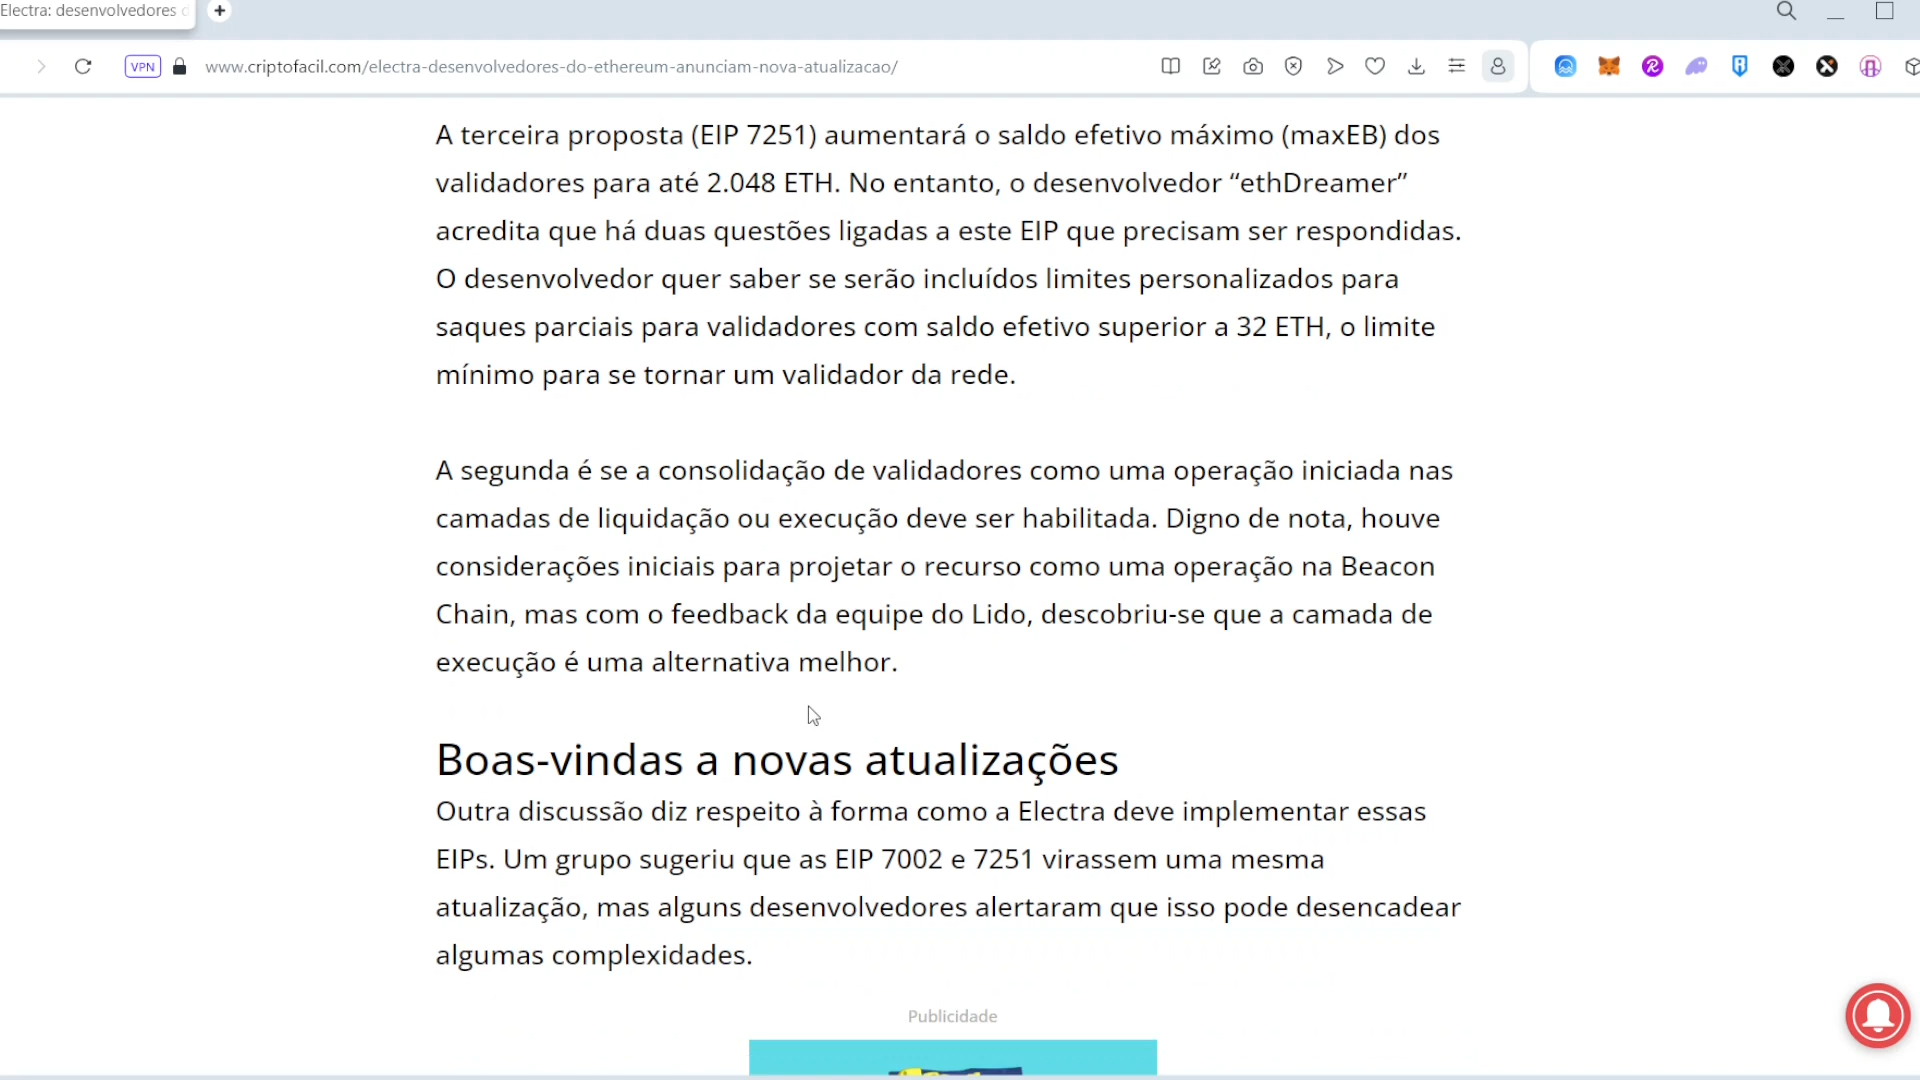 Electra: desenvolvedores d
VPN
www.criptofacil.com/electra-desenvolvedores-do-ethereum-anunciam-nova-atualizacao/
A terceira proposta (EIP 7251) aumentará o saldo efetivo máximo (maxEB) dos
validadores para até 2.048 ETH. No entanto, o desenvolvedor “ethDreamer”
acredita que há duas questões ligadas a este EIP que precisam ser respondidas.
O desenvolvedor quer saber se serão incluídos limites personalizados para
saques parciais para validadores com saldo efetivo superior a 32 ETH, o limite
mínimo para se tornar um validador da rede.
A segunda é se a consolidação de validadores como uma operação iniciada nas
camadas de liquidação ou execução deve ser habilitada. Digno de nota, houve
considerações iniciais para projetar o recurso como uma operação na Beacon
Chain, mas com o feedback da equipe do Lido, descobriu-se que a camada de
execução é uma alternativa melhor.
Boas-vindas a novas atualizações
Outra discussão diz respeito à forma como a Electra deve implementar essas
EIPs. Um grupo sugeriu que as EIP 7002 e 7251 virassem uma mesma
atualização, mas alguns desenvolvedores alertaram que isso pode desencadear
algumas complexidades.
Publicidade